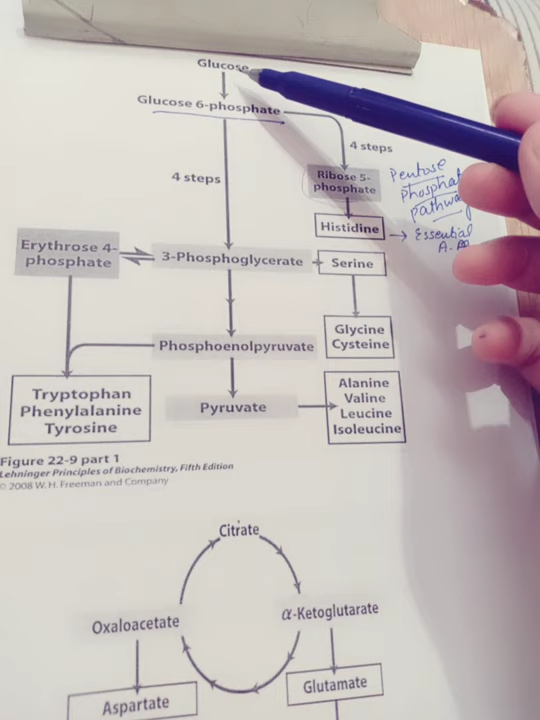 Glucose
Glucose 6-phosphate
4 steps
4 steps
Ribose 5-
phosphate
Pentose
Phosphat
pathway
Histidine
Essential
A.
Erythrose 4-
phosphate
3-Phosphoglycerate
Serine
Glycine
Cysteine
Phosphoenolpyruvate
Tryptophan
Phenylalanine
Tyrosine
Pyruvate
Alanine
Valine
Leucine
Isoleucine
Figure 22-9 part 1
Lehninger Principles of Biochemistry, Fifth Edition
© 2008 W. H. Freeman and Company
Citrate
Oxaloacetate
α-Ketoglutarate
Aspartate
Glutamate